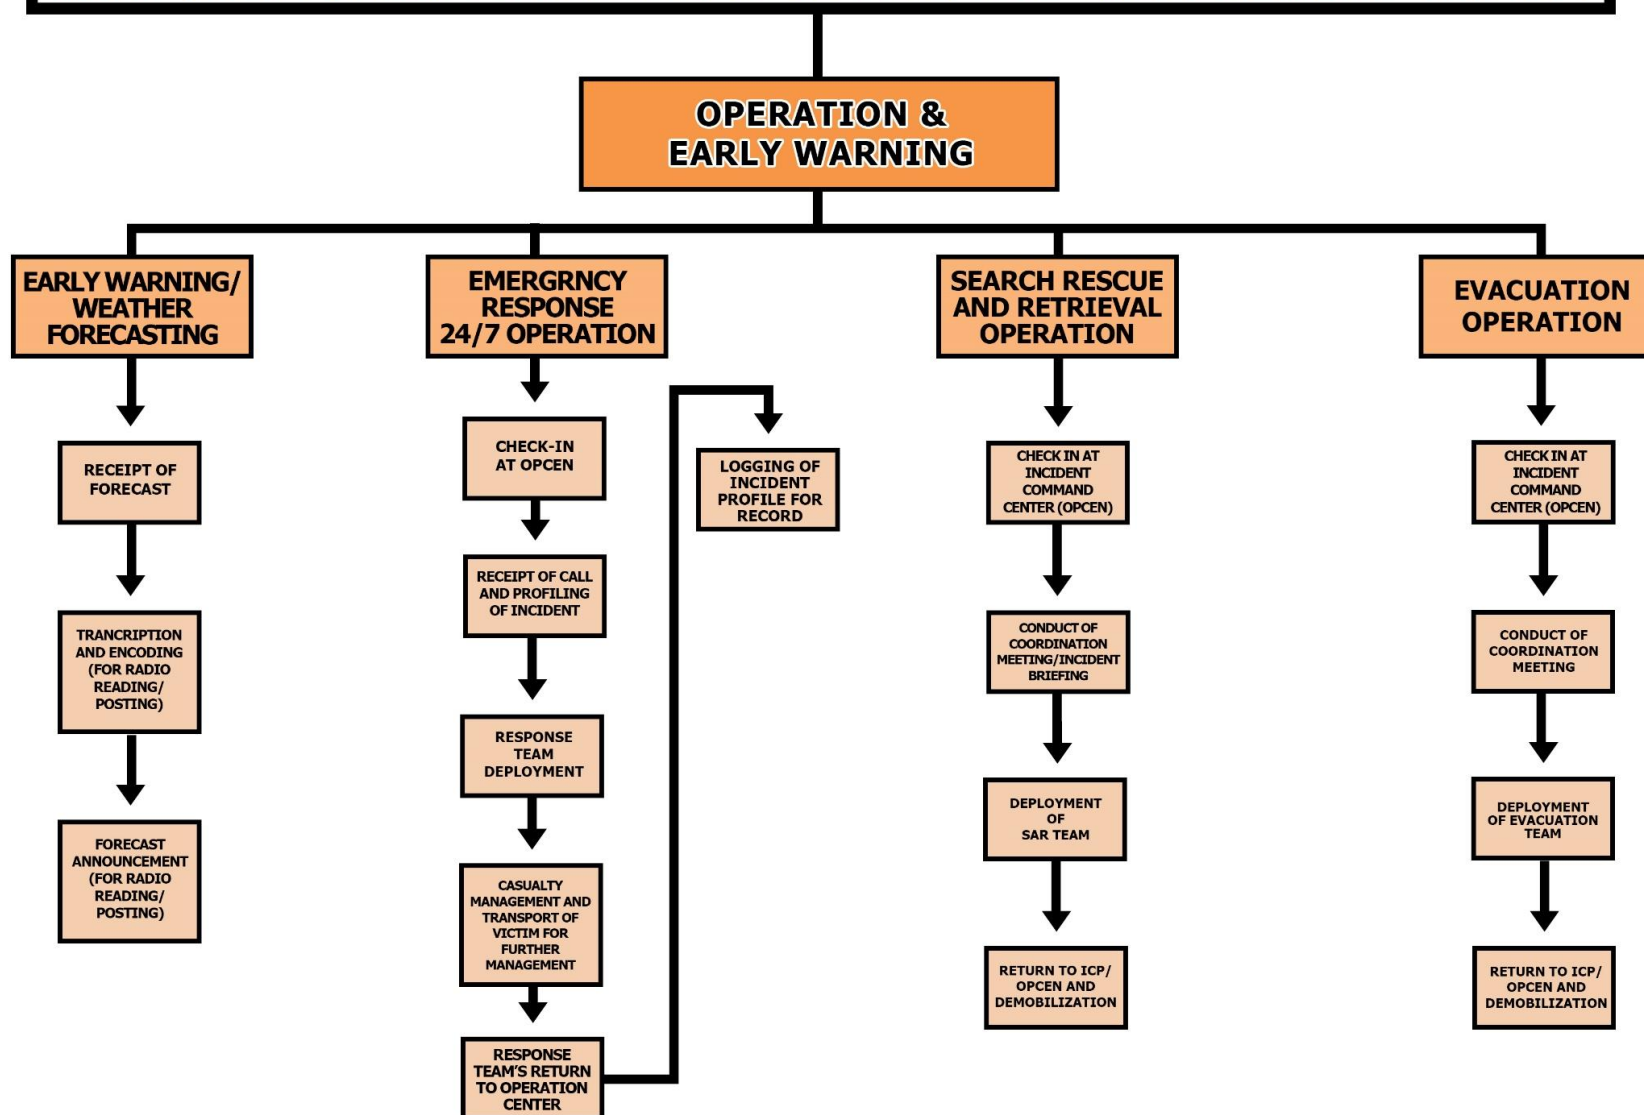 OPERATION &
EARLY WARNING
EARLY WARNING/
WEATHER
FORECASTING
RECEIPT OF
FORECAST
TRANCRIPTION
AND ENCODING
(FOR RADIO
READING/
POSTING)
FORECAST
ANNOUNCEMENT
(FOR RADIO
READING/
POSTING)
EMERGRNCY
RESPONSE
24/7 OPERATION
CHECK-IN
AT OPCEN
RECEIPT OF CALL
AND PROFILING
OF INCIDENT
RESPONSE
TEAM
DEPLOYMENT
CASUALTY
MANAGEMENT AND
TRANSPORT OF
VICTIM FOR
FURTHER
MANAGEMENT
RESPONSE
TEAM'S RETURN
TO OPERATION
CENTER
LOGGING OF
INCIDENT
PROFILE FOR
RECORD
SEARCH RESCUE
AND RETRIEVAL
OPERATION
CHECK IN AT
INCIDENT
COMMAND
CENTER (OPCEN)
CONDUCT OF
COORDINATION
MEETING/INCIDENT
BRIEFING
DEPLOYMENT
OF
SAR TEAM
RETURN TO ICP/
OPCEN AND
DEMOBILIZATION
EVACUATION
OPERATION
CHECK IN AT
INCIDENT
COMMAND
CENTER (OPCEN)
CONDUCT OF
COORDINATION
MEETING
DEPLOYMENT
OF EVACUATION
TEAM
RETURN TO ICP/
OPCEN AND
DEMOBILIZATION